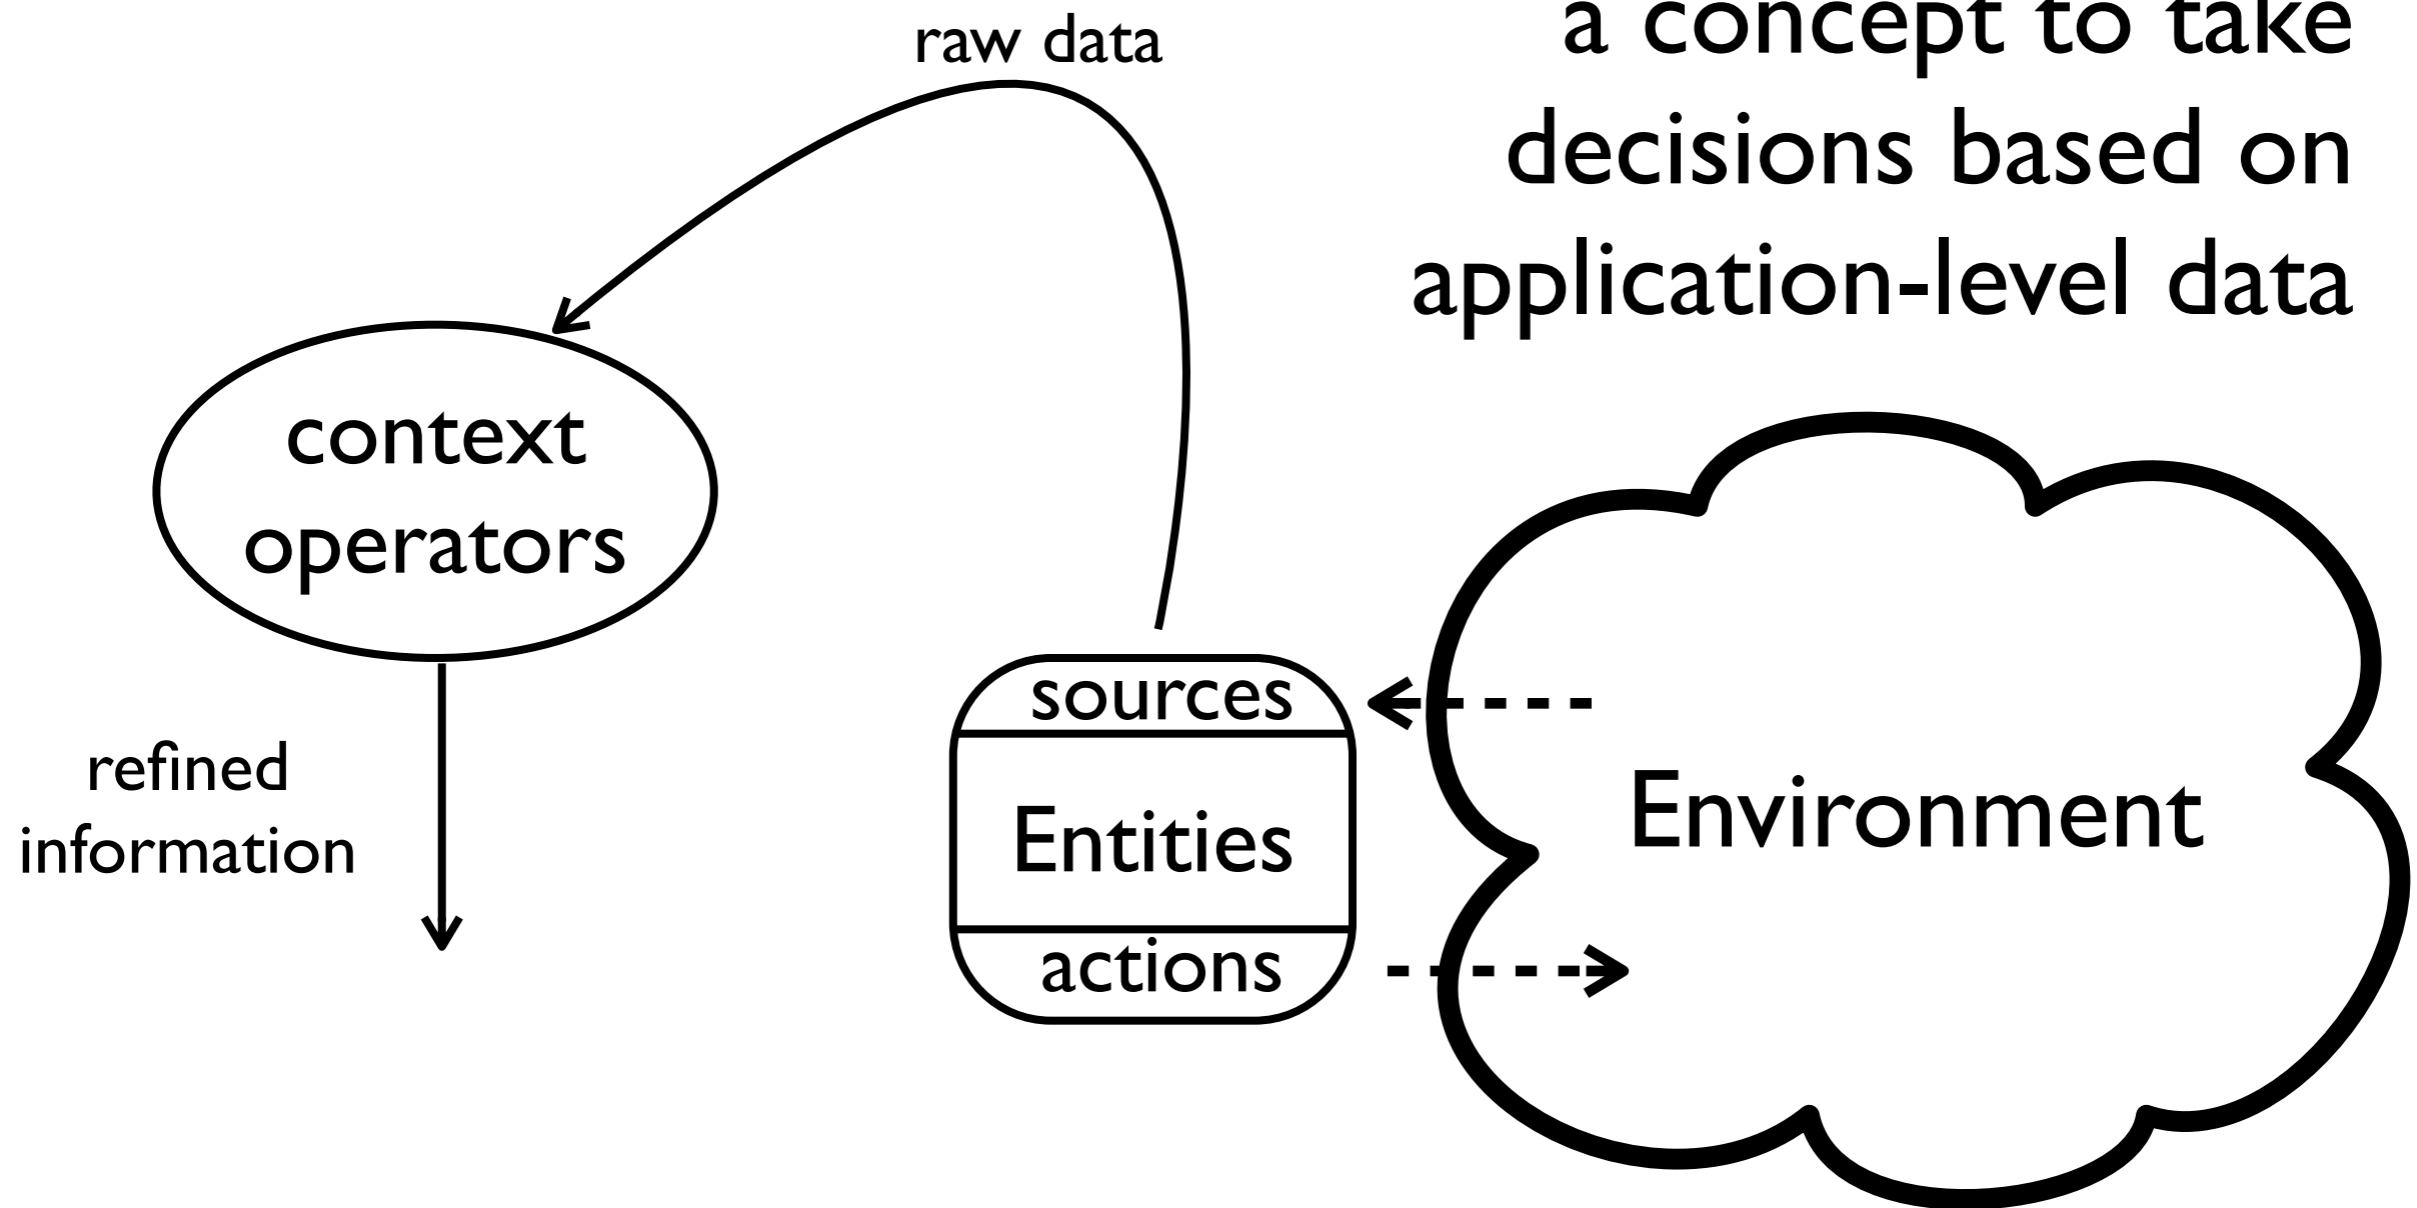 raw data
a concept to take
decisions based on
application-level data
context
operators
sources
refined
information
Entities
Environment
actions